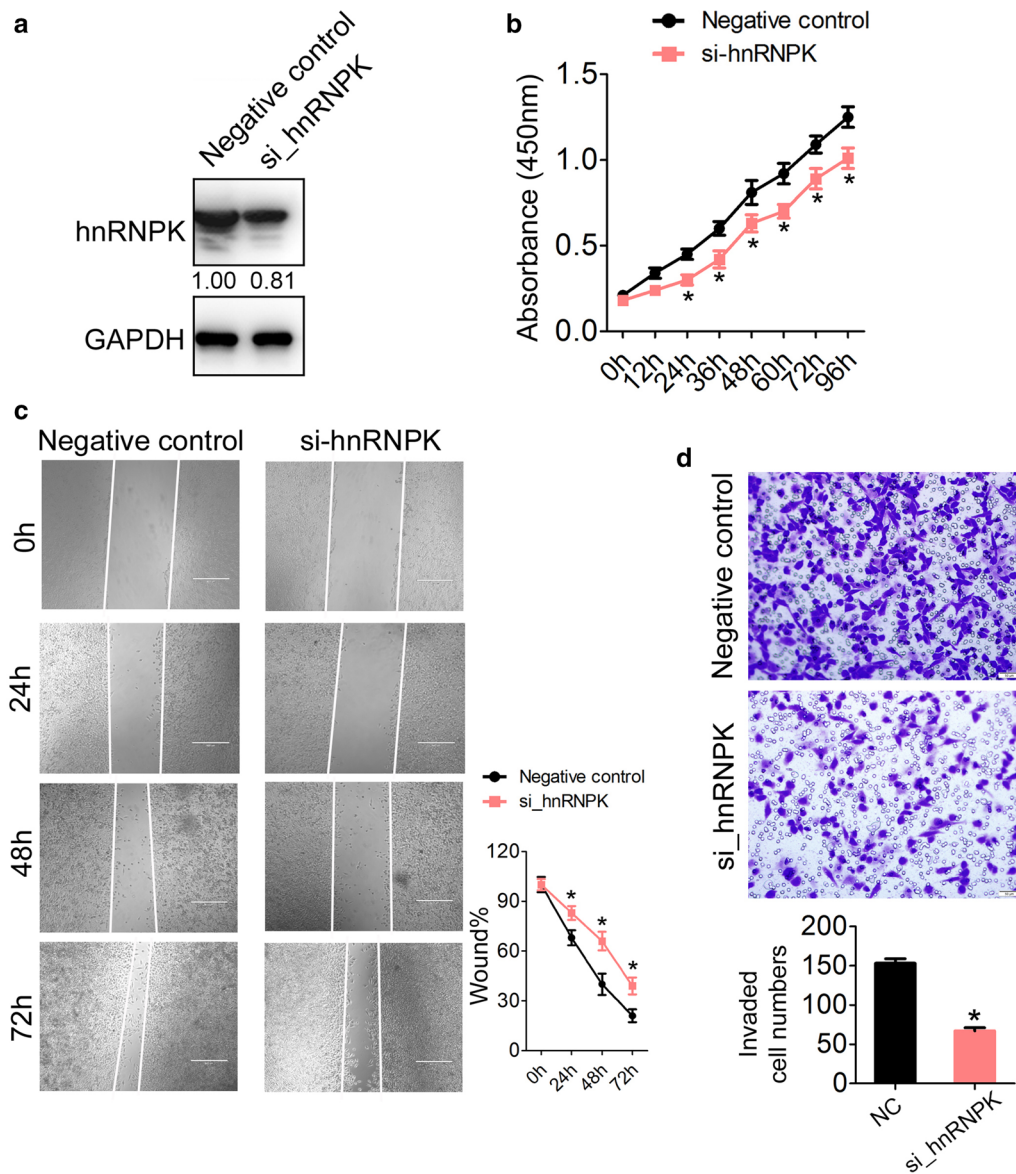 a
Negative control
si_hnRNPK
hnRNPK
1.00 0.81
GAPDH
b
Negative control
si-hnRNPK
Absorbance (450nm)
1.5
1.0
0.5
0.0
0h
12h
24h
36h
48h
60h
72h
96h
*
*
*
*
*
*
c
Negative control
si-hnRNPK
0h
24h
48h
72h
Negative control
si_hnRNPK
Wound%
120
90
60
30
0
*
*
*
0h
24h
48h
72h
d
Negative control
si_hnRNPK
Invaded
cell numbers
200
150
100
50
0
*
NC
si_hnRNPK